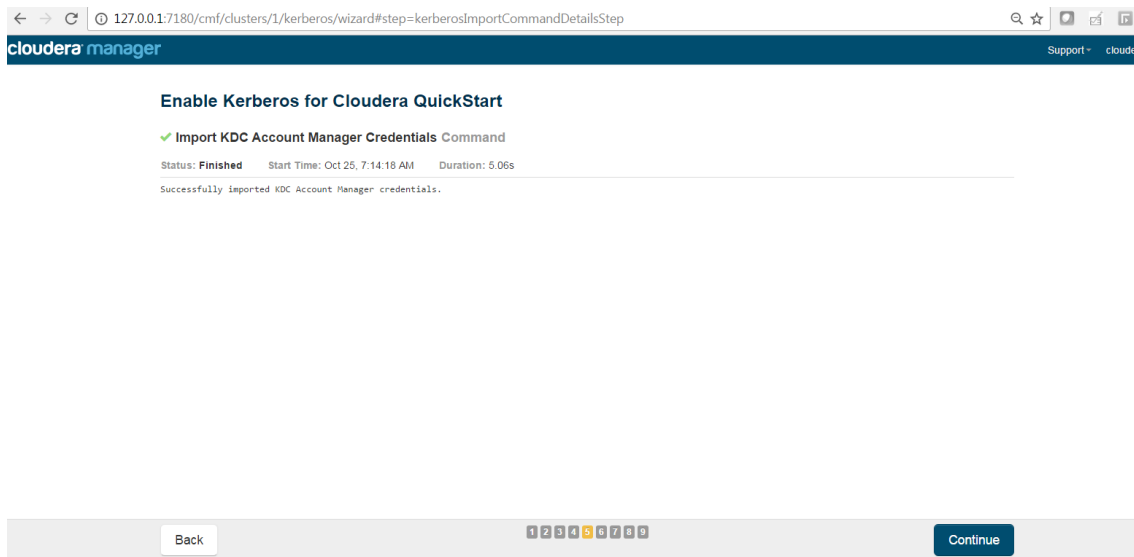 127.0.0.1:7180/cmf/clusters/1/kerberos/wizard#step=kerberosImportCommandDetailsStep
cloudera manager Support cloude
Enable Kerberos for Cloudera QuickStart
Import KDC Account Manager Credentials Command
Status: Finished Start Time: Oct 25, 7:14:18 AM Duration: 5.06s
Successfully imported KDC Account Manager credentials.
Back 1 2 3 4 5 6 7 8 9 Continue